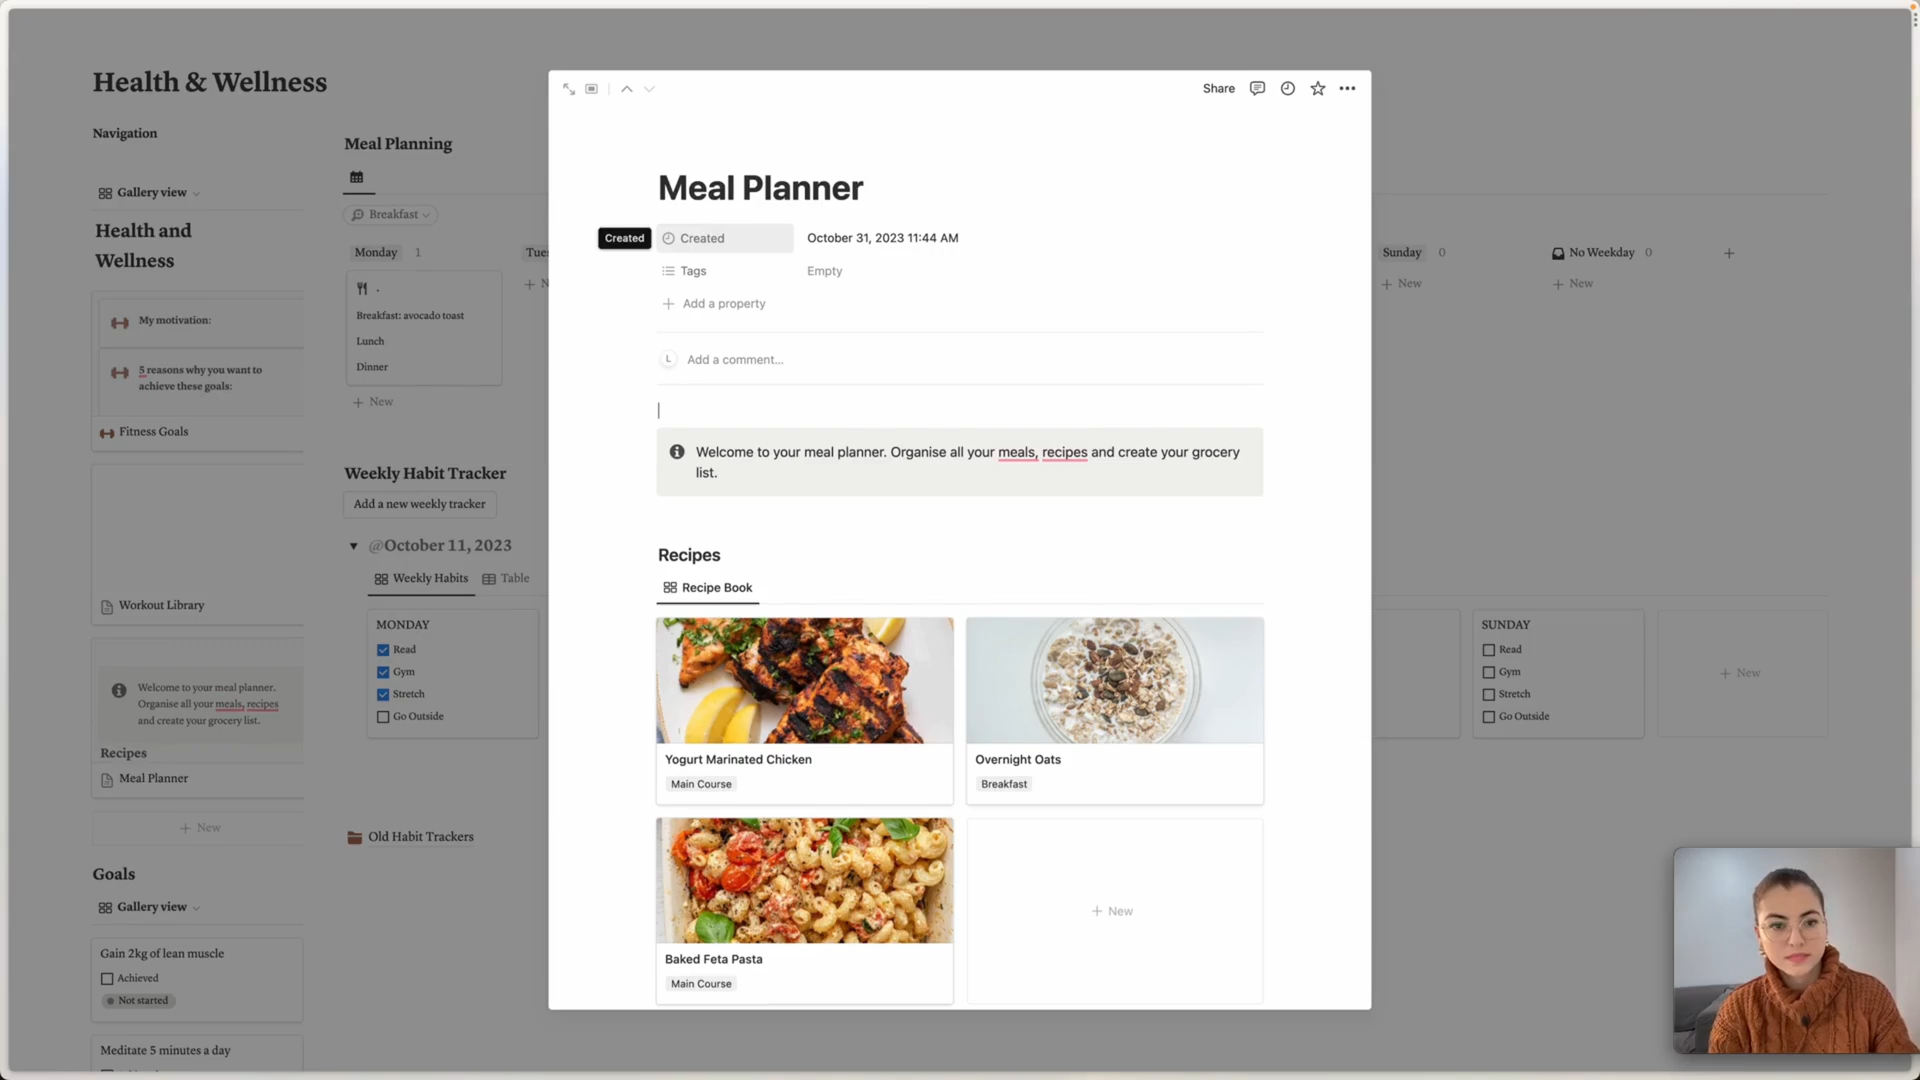 Health & Wellness
Navigation
Gallery view
Health and
Wellness
My motivation:
5 reasons why you want to
achieve these goals:
Fitness Goals
Workout Library
Welcome to your meal planner.
Organise all your meals, recipes
and create your grocery list.
Recipes
Meal Planner
+ New
Goals
Gallery view
Gain 2kg of lean muscle
Achieved
Not started
Meditate 5 minutes a day
Meal Planning
Breakfast
Monday 1
.
Breakfast: avocado toast
Lunch
Dinner
+ New
Weekly Habit Tracker
Add a new weekly tracker
@October 11, 2023
Weekly Habits Table
MONDAY
Read
Gym
Stretch
Go Outside
Old Habit Trackers
Share
Meal Planner
Created
Created October 31, 2023 11:44 AM
Tags Empty
+ Add a property
L Add a comment...
Welcome to your meal planner. Organise all your meals, recipes and create your grocery
list.
Recipes
Recipe Book
Yogurt Marinated Chicken
Main Course
Overnight Oats
Breakfast
Baked Feta Pasta
Main Course
+ New
Sunday 0
+ New
No Weekday 0
+ New
SUNDAY
Read
Gym
Stretch
Go Outside
+ New